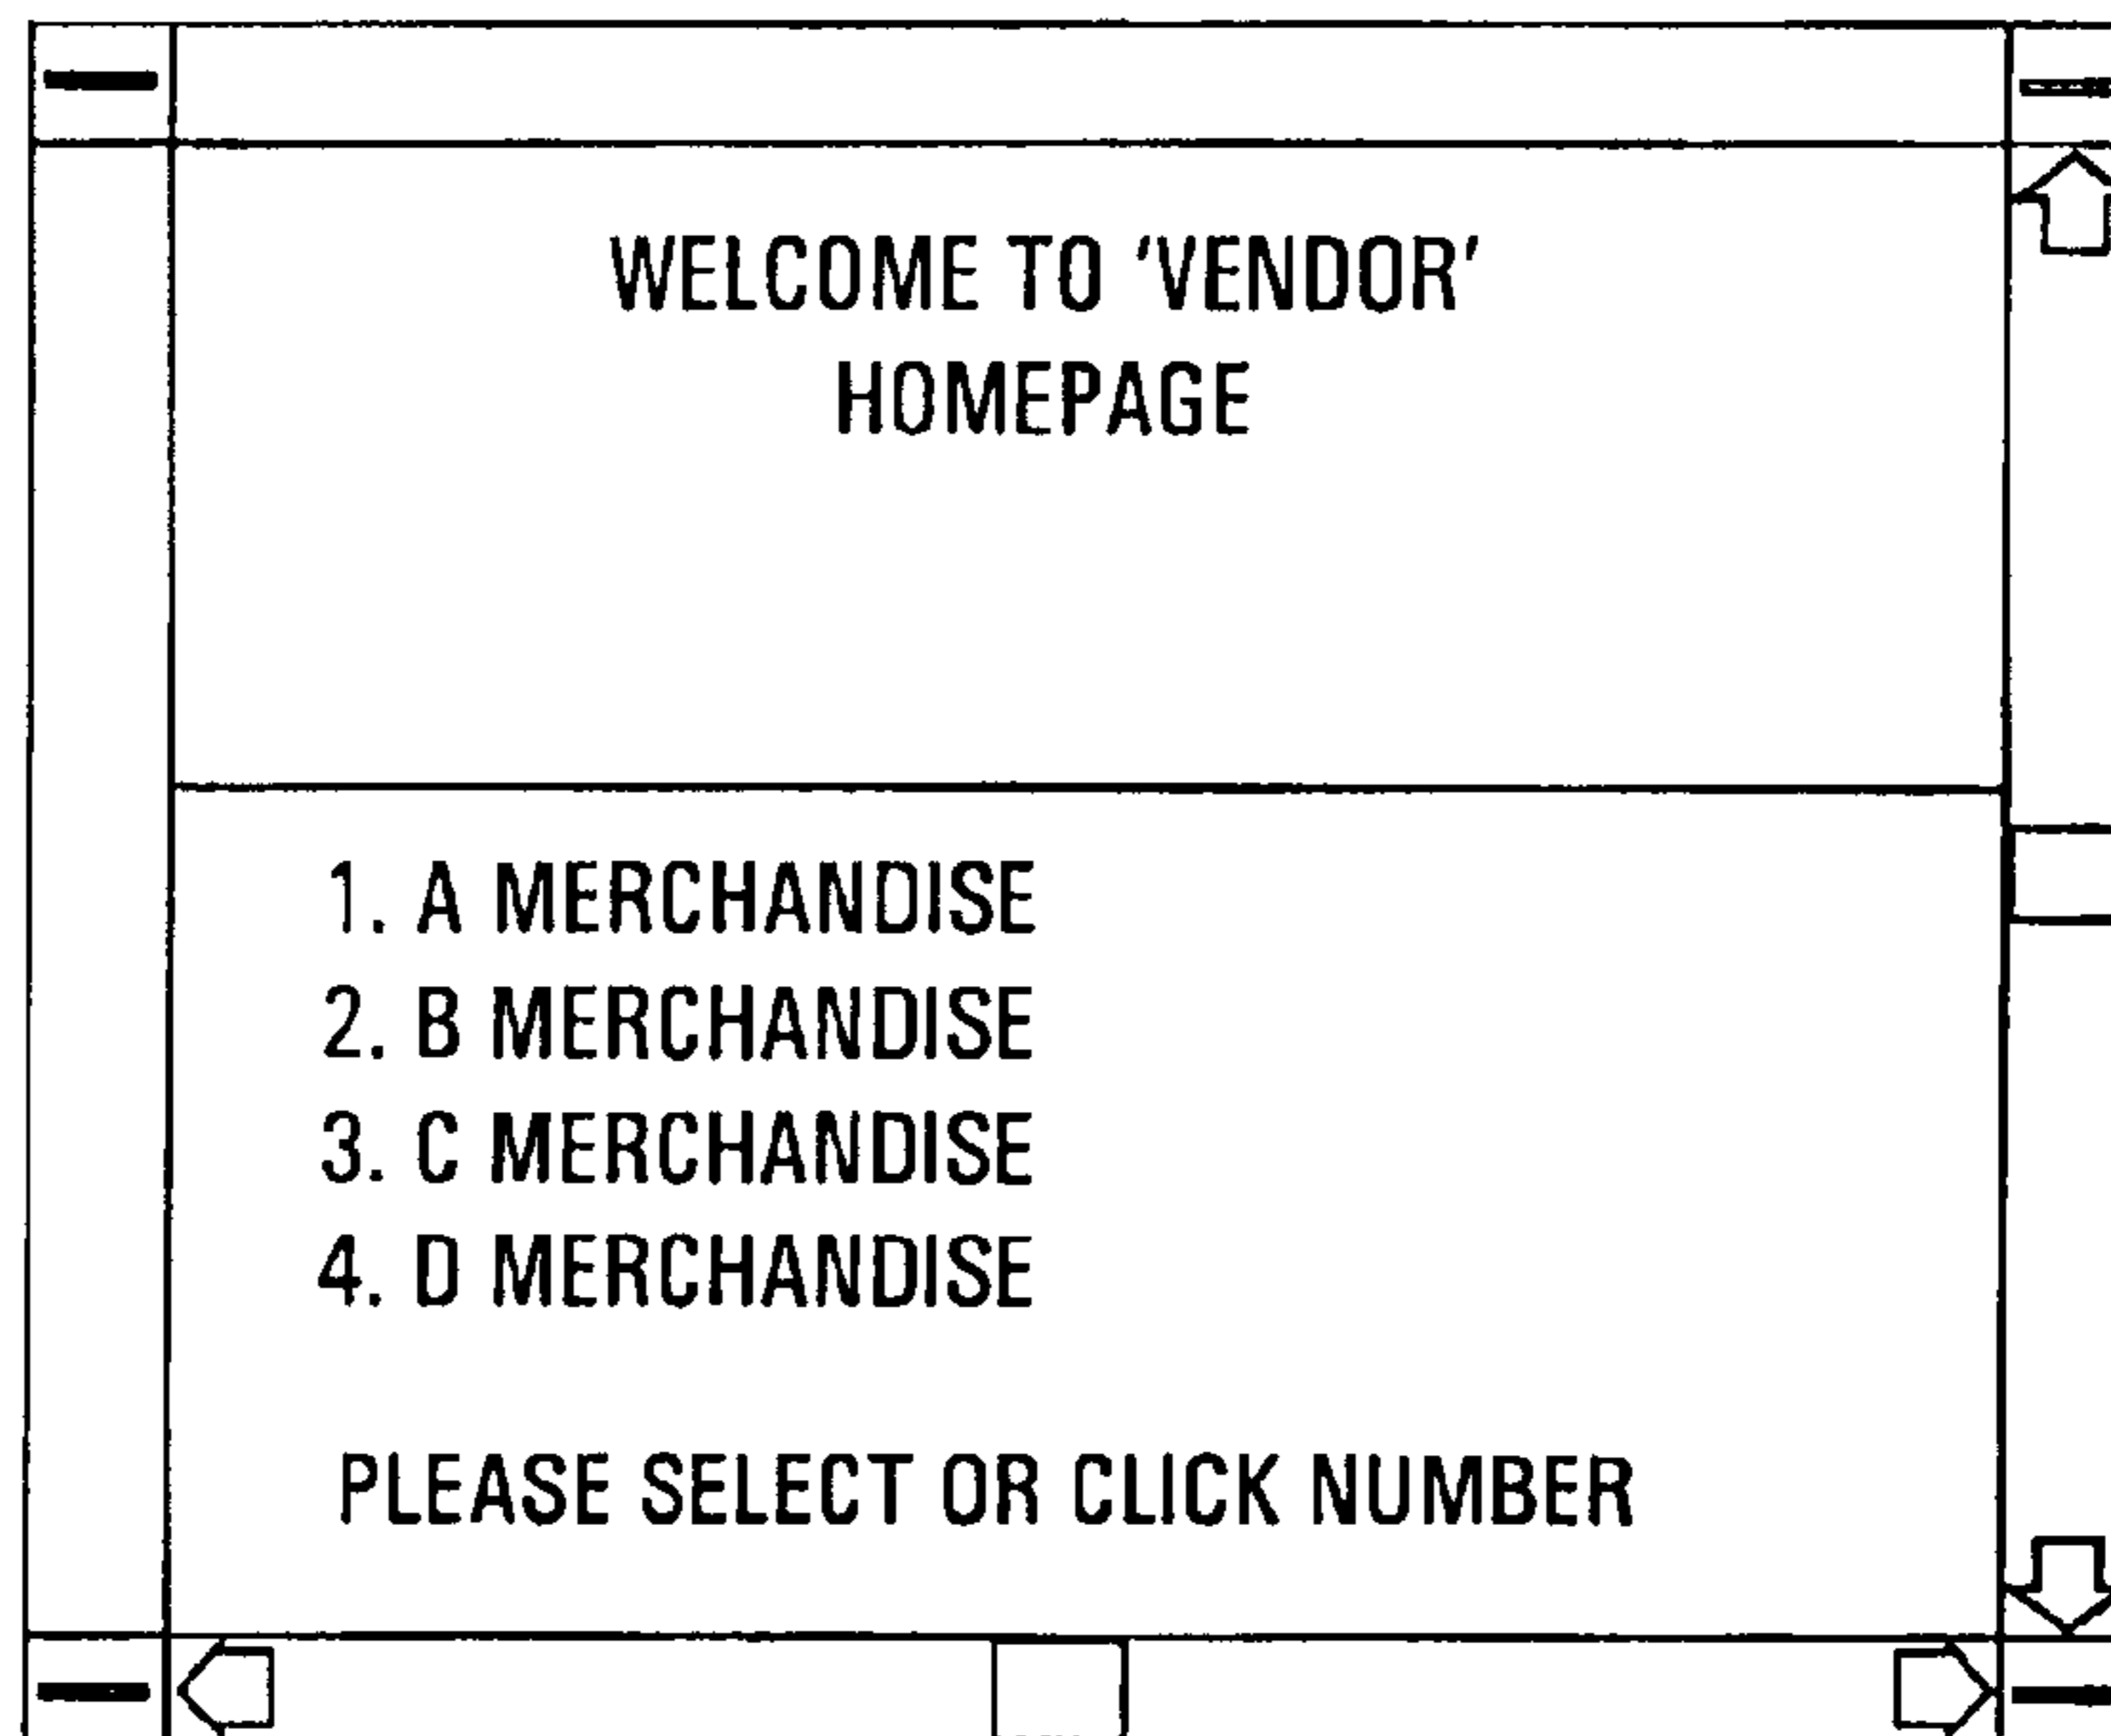 WELCOME TO 'VENDOR'
HOMEPAGE
1. A MERCHANDISE
2. B MERCHANDISE
3. C MERCHANDISE
4. D MERCHANDISE
PLEASE SELECT OR CLICK NUMBER